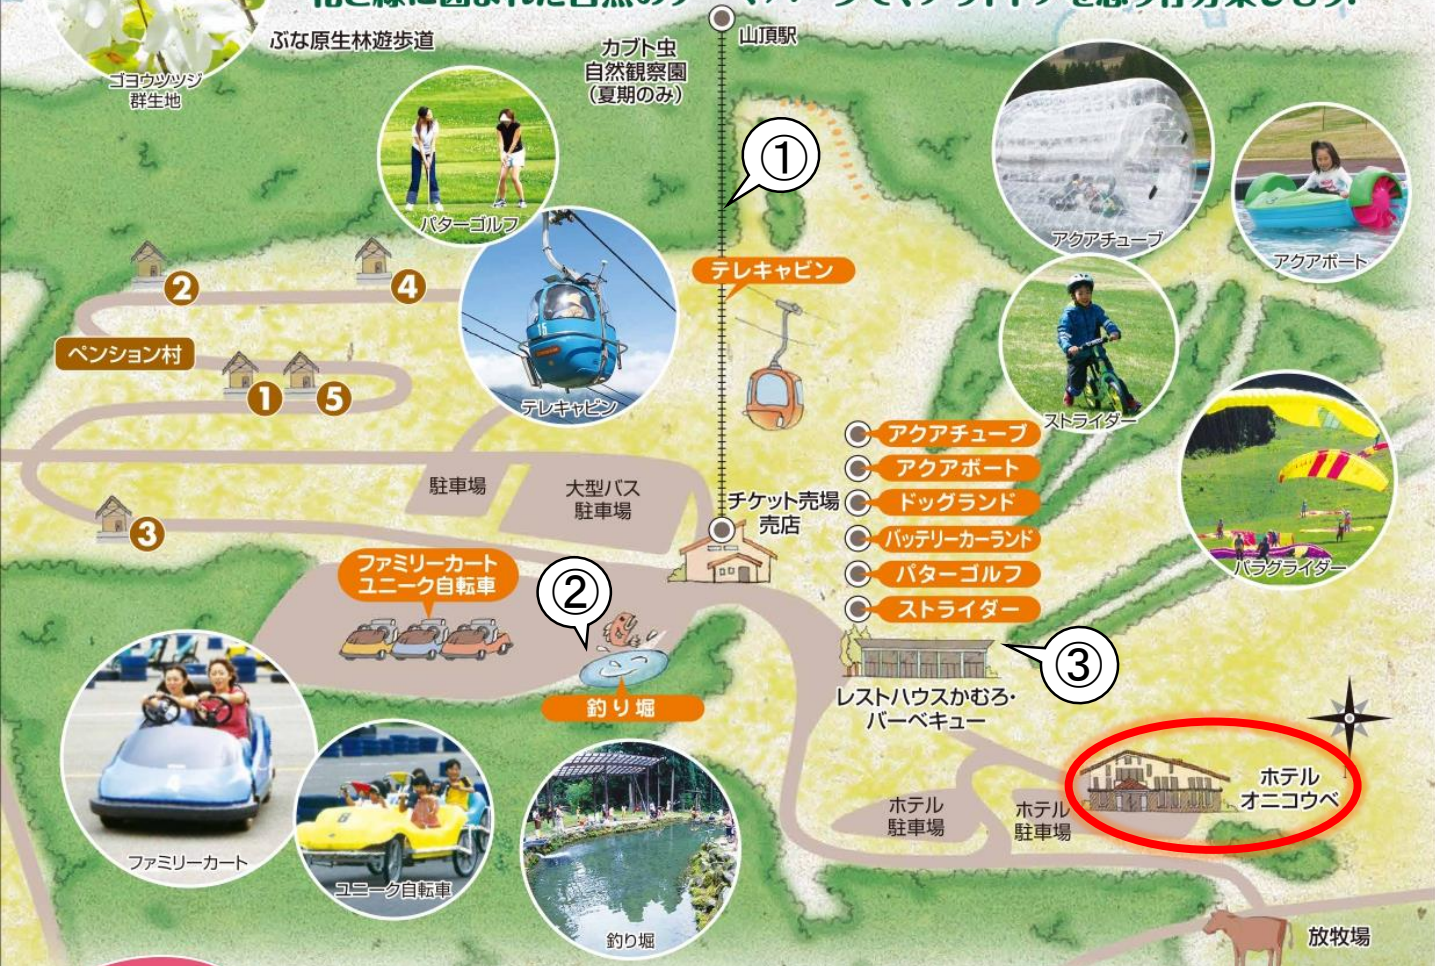 ぶな原生林遊歩道
ゴヨウツツジ
群生地
カブト虫
自然観察園
(夏期のみ)
山頂駅
①
パターゴルフ
アクアチューブ
アクアボート
テレキャビン
2
4
ペンション村
1
5
テレキャビン
ストライダー
アクアチューブ
アクアボート
ドッグランド
バッテリーカーランド
パターゴルフ
ストライダー
パラグライダー
駐車場
大型バス
駐車場
チケット売場
売店
3
ファミリーカート
ユニーク自転車
②
釣り堀
③
レストハウスかむろ・
バーベキュー
ホテル
オニコウベ
ホテル
駐車場
ホテル
駐車場
ファミリーカート
ユニーク自転車
釣り堀
放牧場